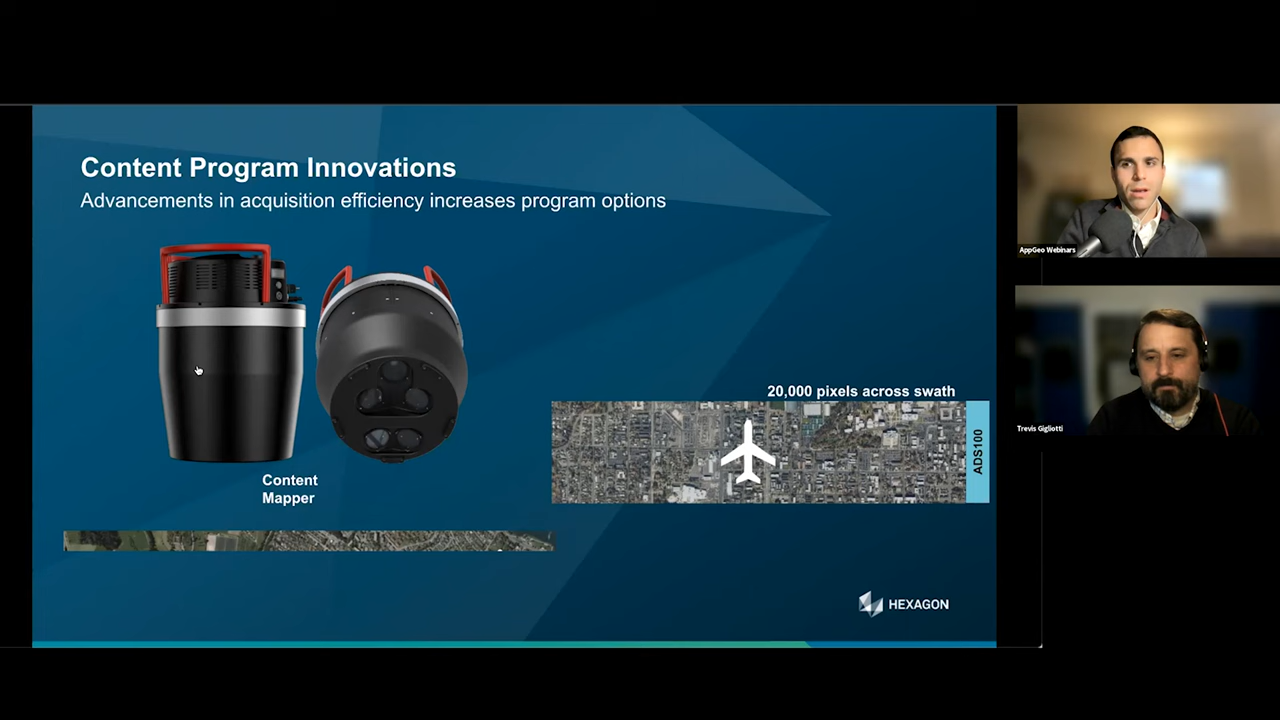 Content Program Innovations
Advancements in acquisition efficiency increases program options
20,000 pixels across swath
ADS100
Content
Mapper
HEXAGON
AppGeo Webinars
Trevis Gigliotti